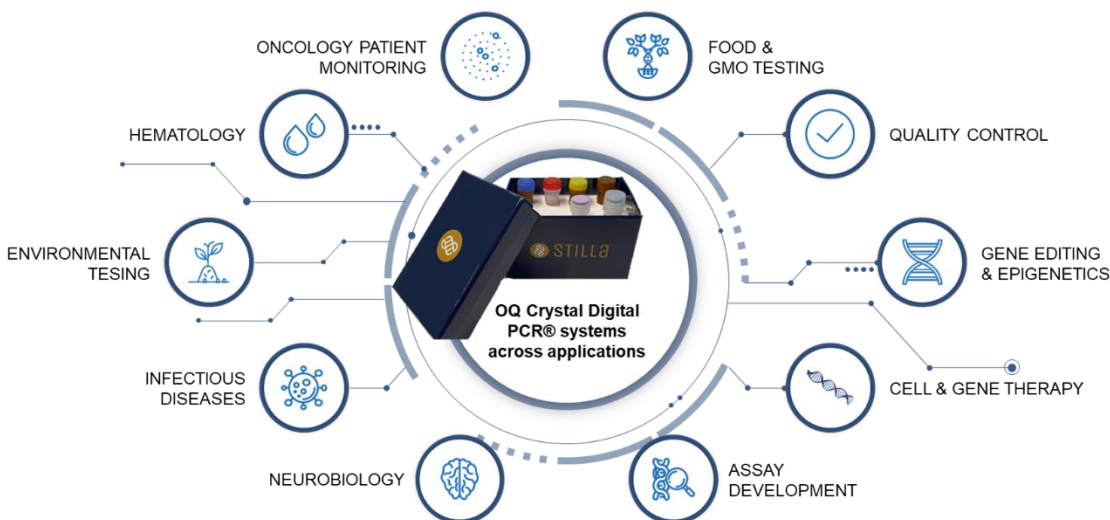 ONCOLOGY PATIENT
MONITORING
FOOD &
GMO TESTING
HEMATOLOGY
QUALITY CONTROL
ENVIRONMENTAL
TESING
GENE EDITING
& EPIGENETICS
STILLa
OQ Crystal Digital
PCR® systems
across applications
INFECTIOUS
DISEASES
CELL & GENE THERAPY
NEUROBIOLOGY
ASSAY
DEVELOPMENT